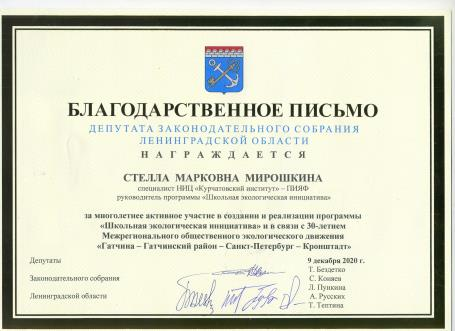 БЛАГОДАРСТВЕННОЕ ПИСЬМО
ДЕПУТАТА ЗАКОНОДАТЕЛЬНОГО СОБРАНИЯ
ЛЕНИНГРАДСКОЙ ОБЛАСТИ
НАГРАЖДАЕТСЯ
СТЕЛЛА МАРКОВНА МИРОШКИНА
специалист НИЦ «Курчатовский институт» – ПИЯФ
руководитель программы «Школьная экологическая инициатива»
за многолетнее активное участие в создании и реализации программы
«Школьная экологическая инициатива» и в связи с 30-летием
Межрегионального общественного экологического движения
«Гатчина – Гатчинский район – Санкт-Петербург – Кронштадт»
Депутаты 9 декабря 2020 г.
Т. Бездетко
Законодательного собрания С. Коняев
Л. Пункина
Ленинградской области А. Русских
Т. Тептина